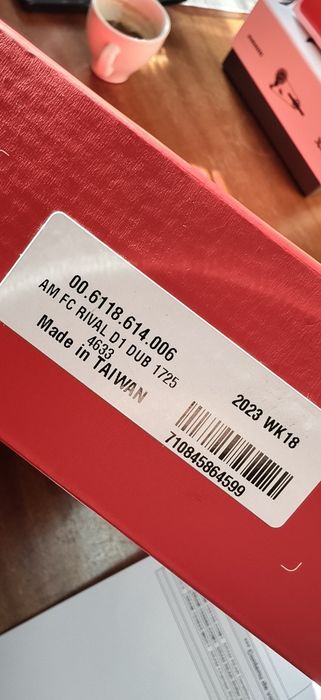 00.6118.614.006
AM FC RIVAL D1 DUB 1725
4633
Made in TAIWAN
2023 WK18
710845864599